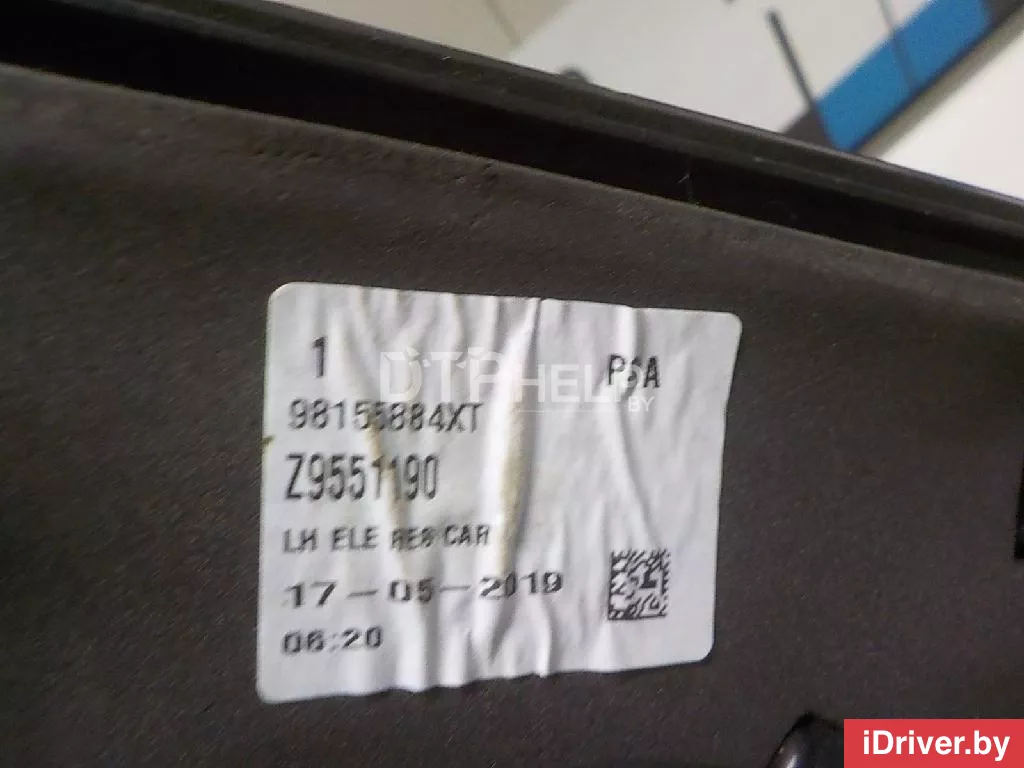 1
PSA
DTPHELP
BY
98155884XT
Z9551190
LH ELE RES CAR
17-05-2019
06:20
iDriver.by